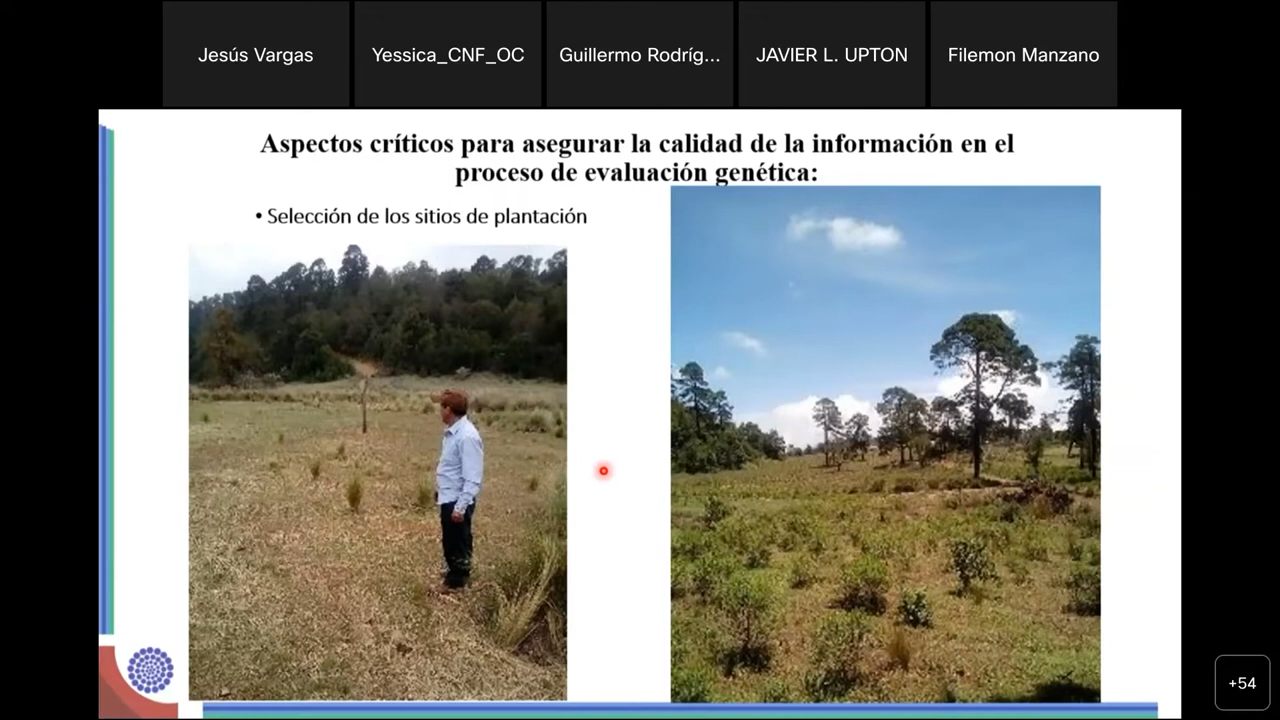 Jesús Vargas
Yessica_CNF_OC
Guillermo Rodríg...
JAVIER L. UPTON
Filemon Manzano
Aspectos críticos para asegurar la calidad de la información en el
proceso de evaluación genética:
• Selección de los sitios de plantación
+54